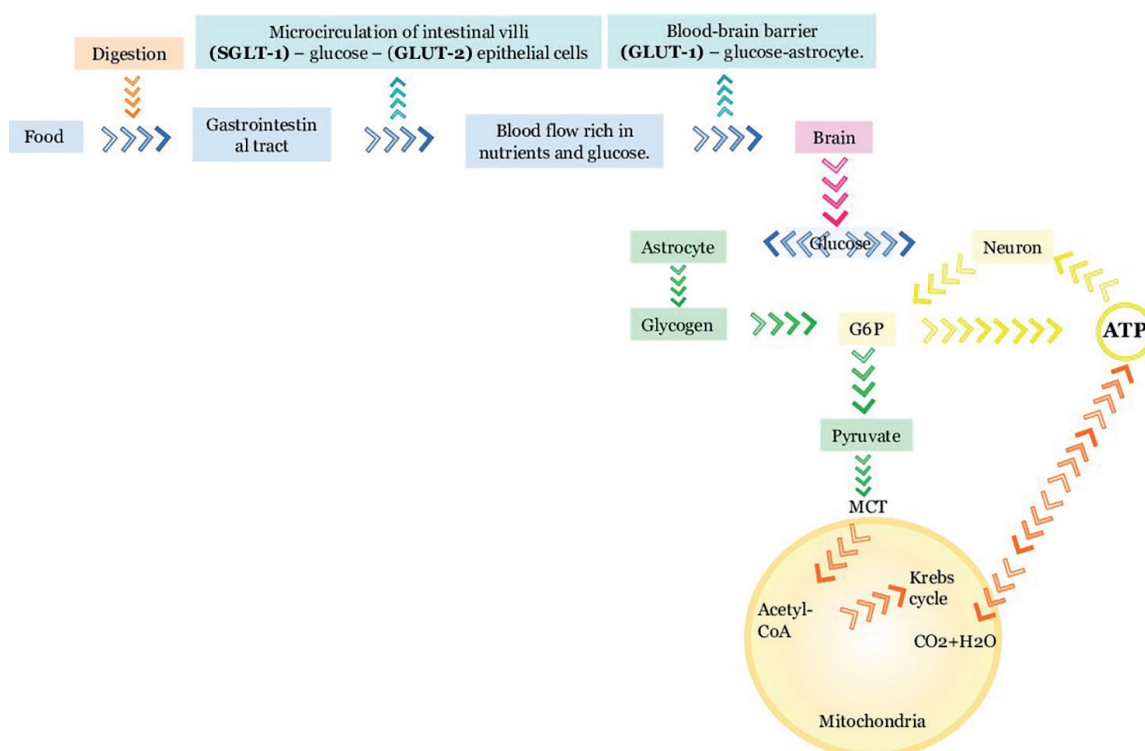 Microcirculation of intestinal villi
(SGLT-1) – glucose – (GLUT-2) epithelial cells
Blood-brain barrier
(GLUT-1) – glucose-astrocyte.
Digestion
Food
Gastrointestin
al tract
Blood flow rich in
nutrients and glucose.
Brain
Astrocyte
Glucose
Neuron
Glycogen
G6P
ATP
Pyruvate
MCT
Krebs
cycle
Acetyl-
CoA
CO2+H2O
Mitochondria